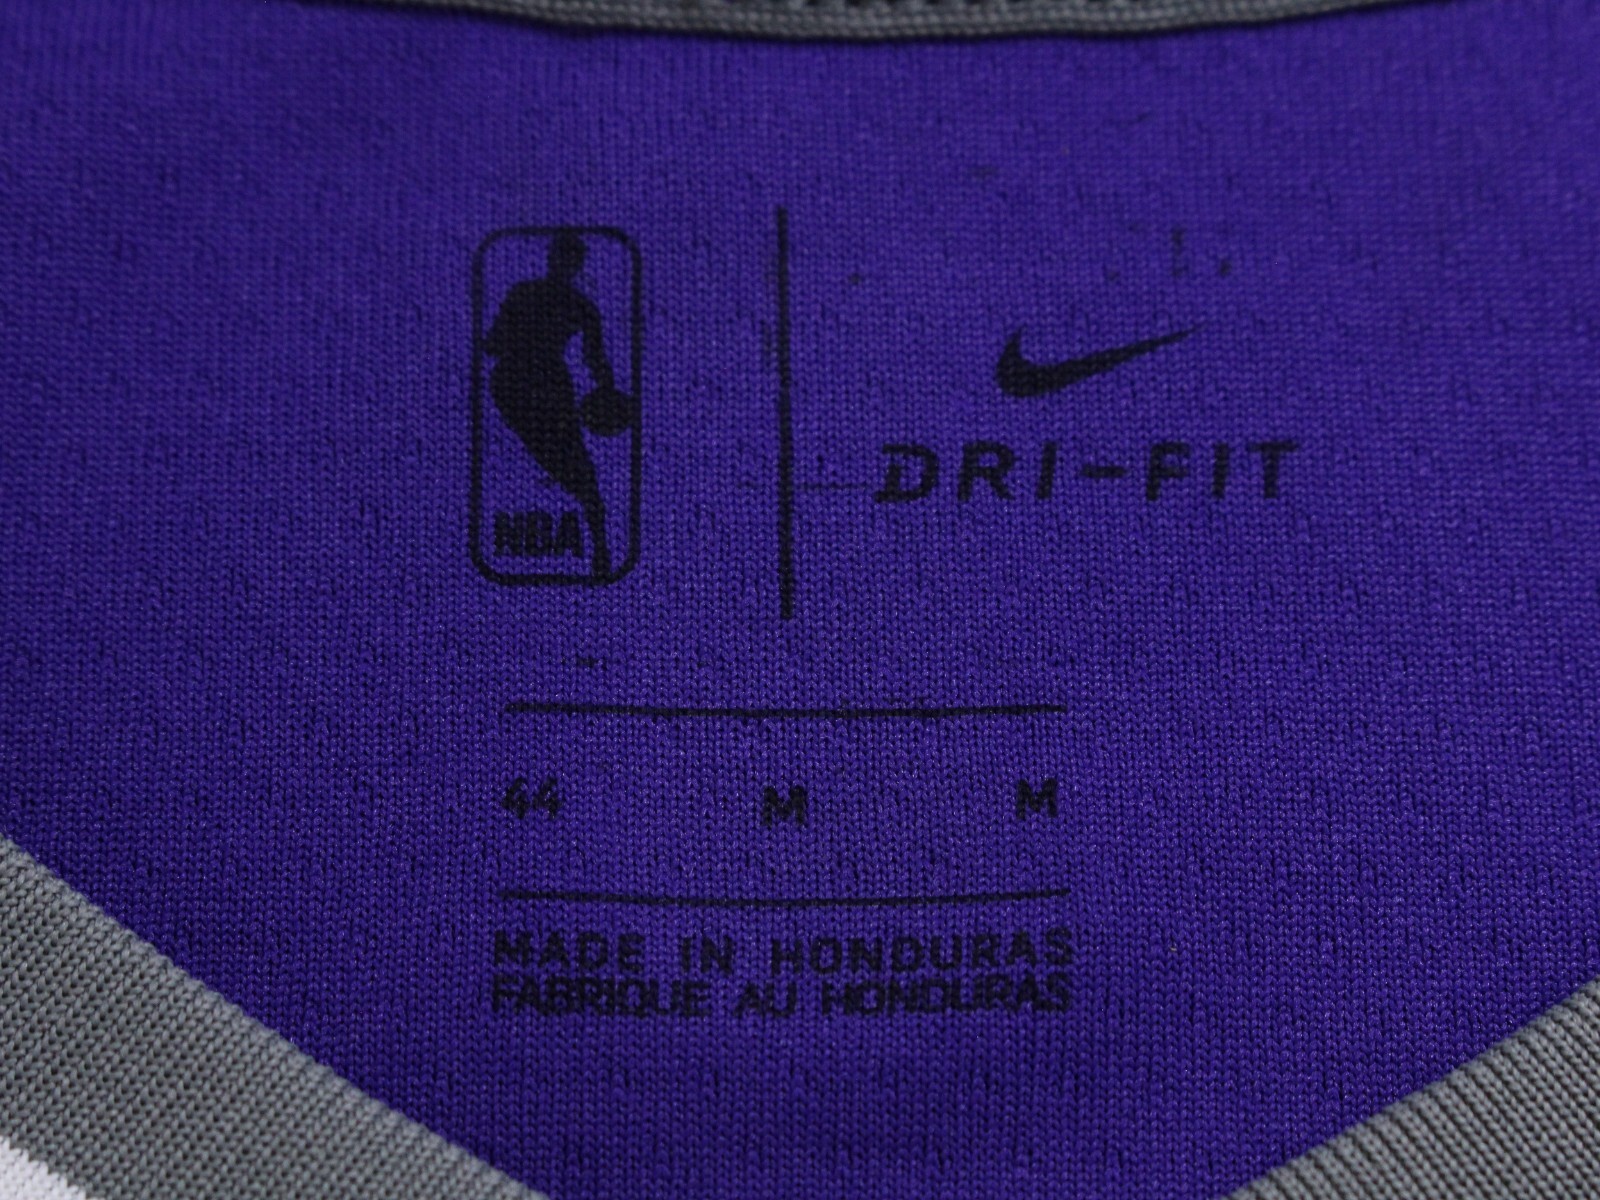 NBA
DRI-FIT
44 M M
MADE IN HONDURAS
FABRIQUE AU HONDURAS